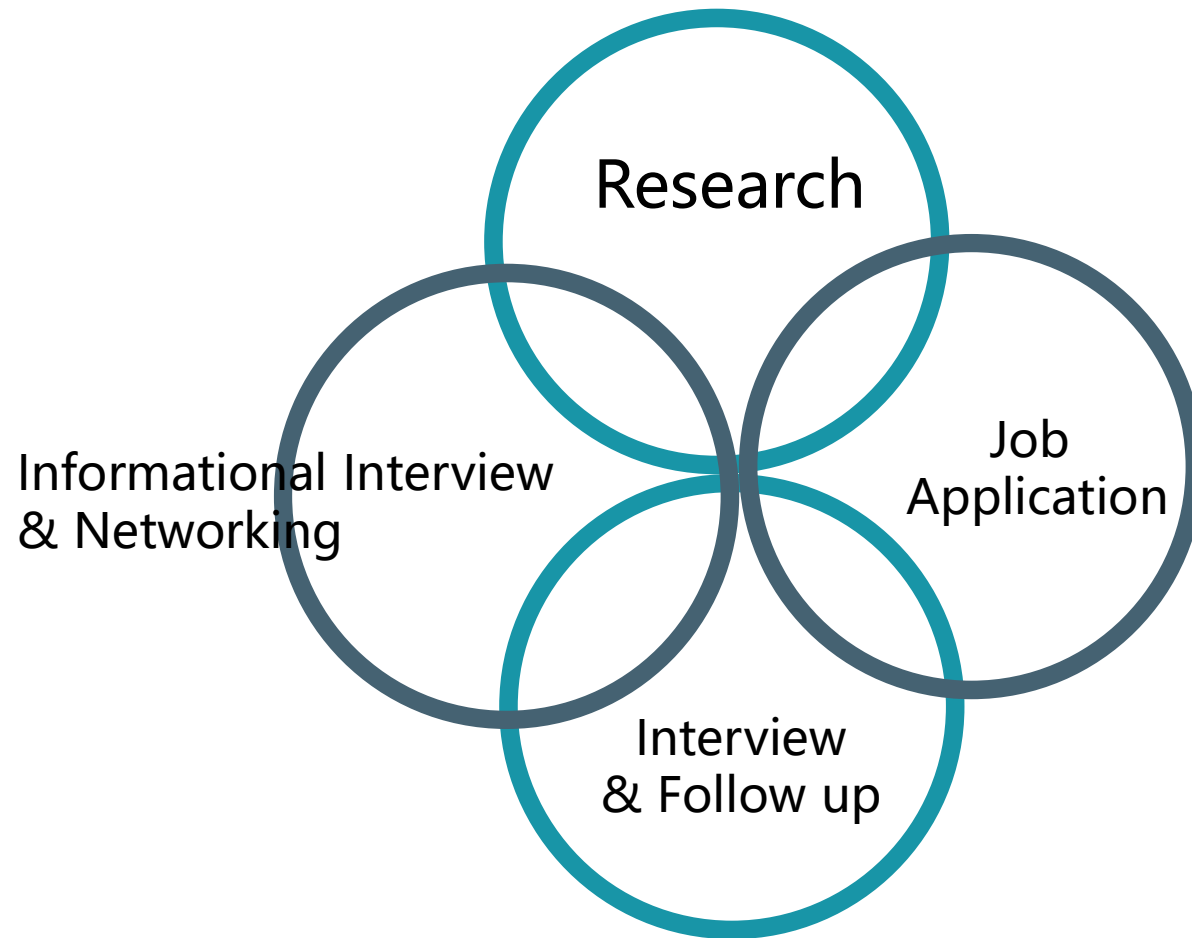 Research
Job
Application
Informational Interview
& Networking
Interview
& Follow up